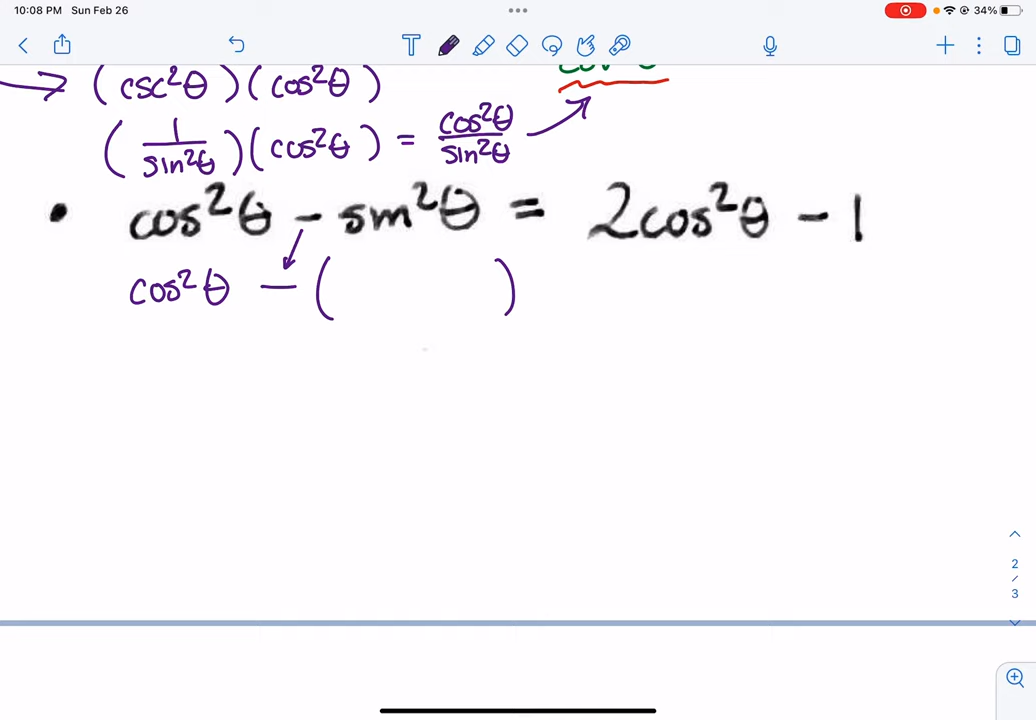 10:08 PM Sun Feb 26
34%
(csc²θ)(cos²θ)
(1/sin²θ)(cos²θ) = cos²θ/sin²θ
• cos²θ - sin²θ = 2cos²θ - 1
cos²θ - ( )
2
/
3